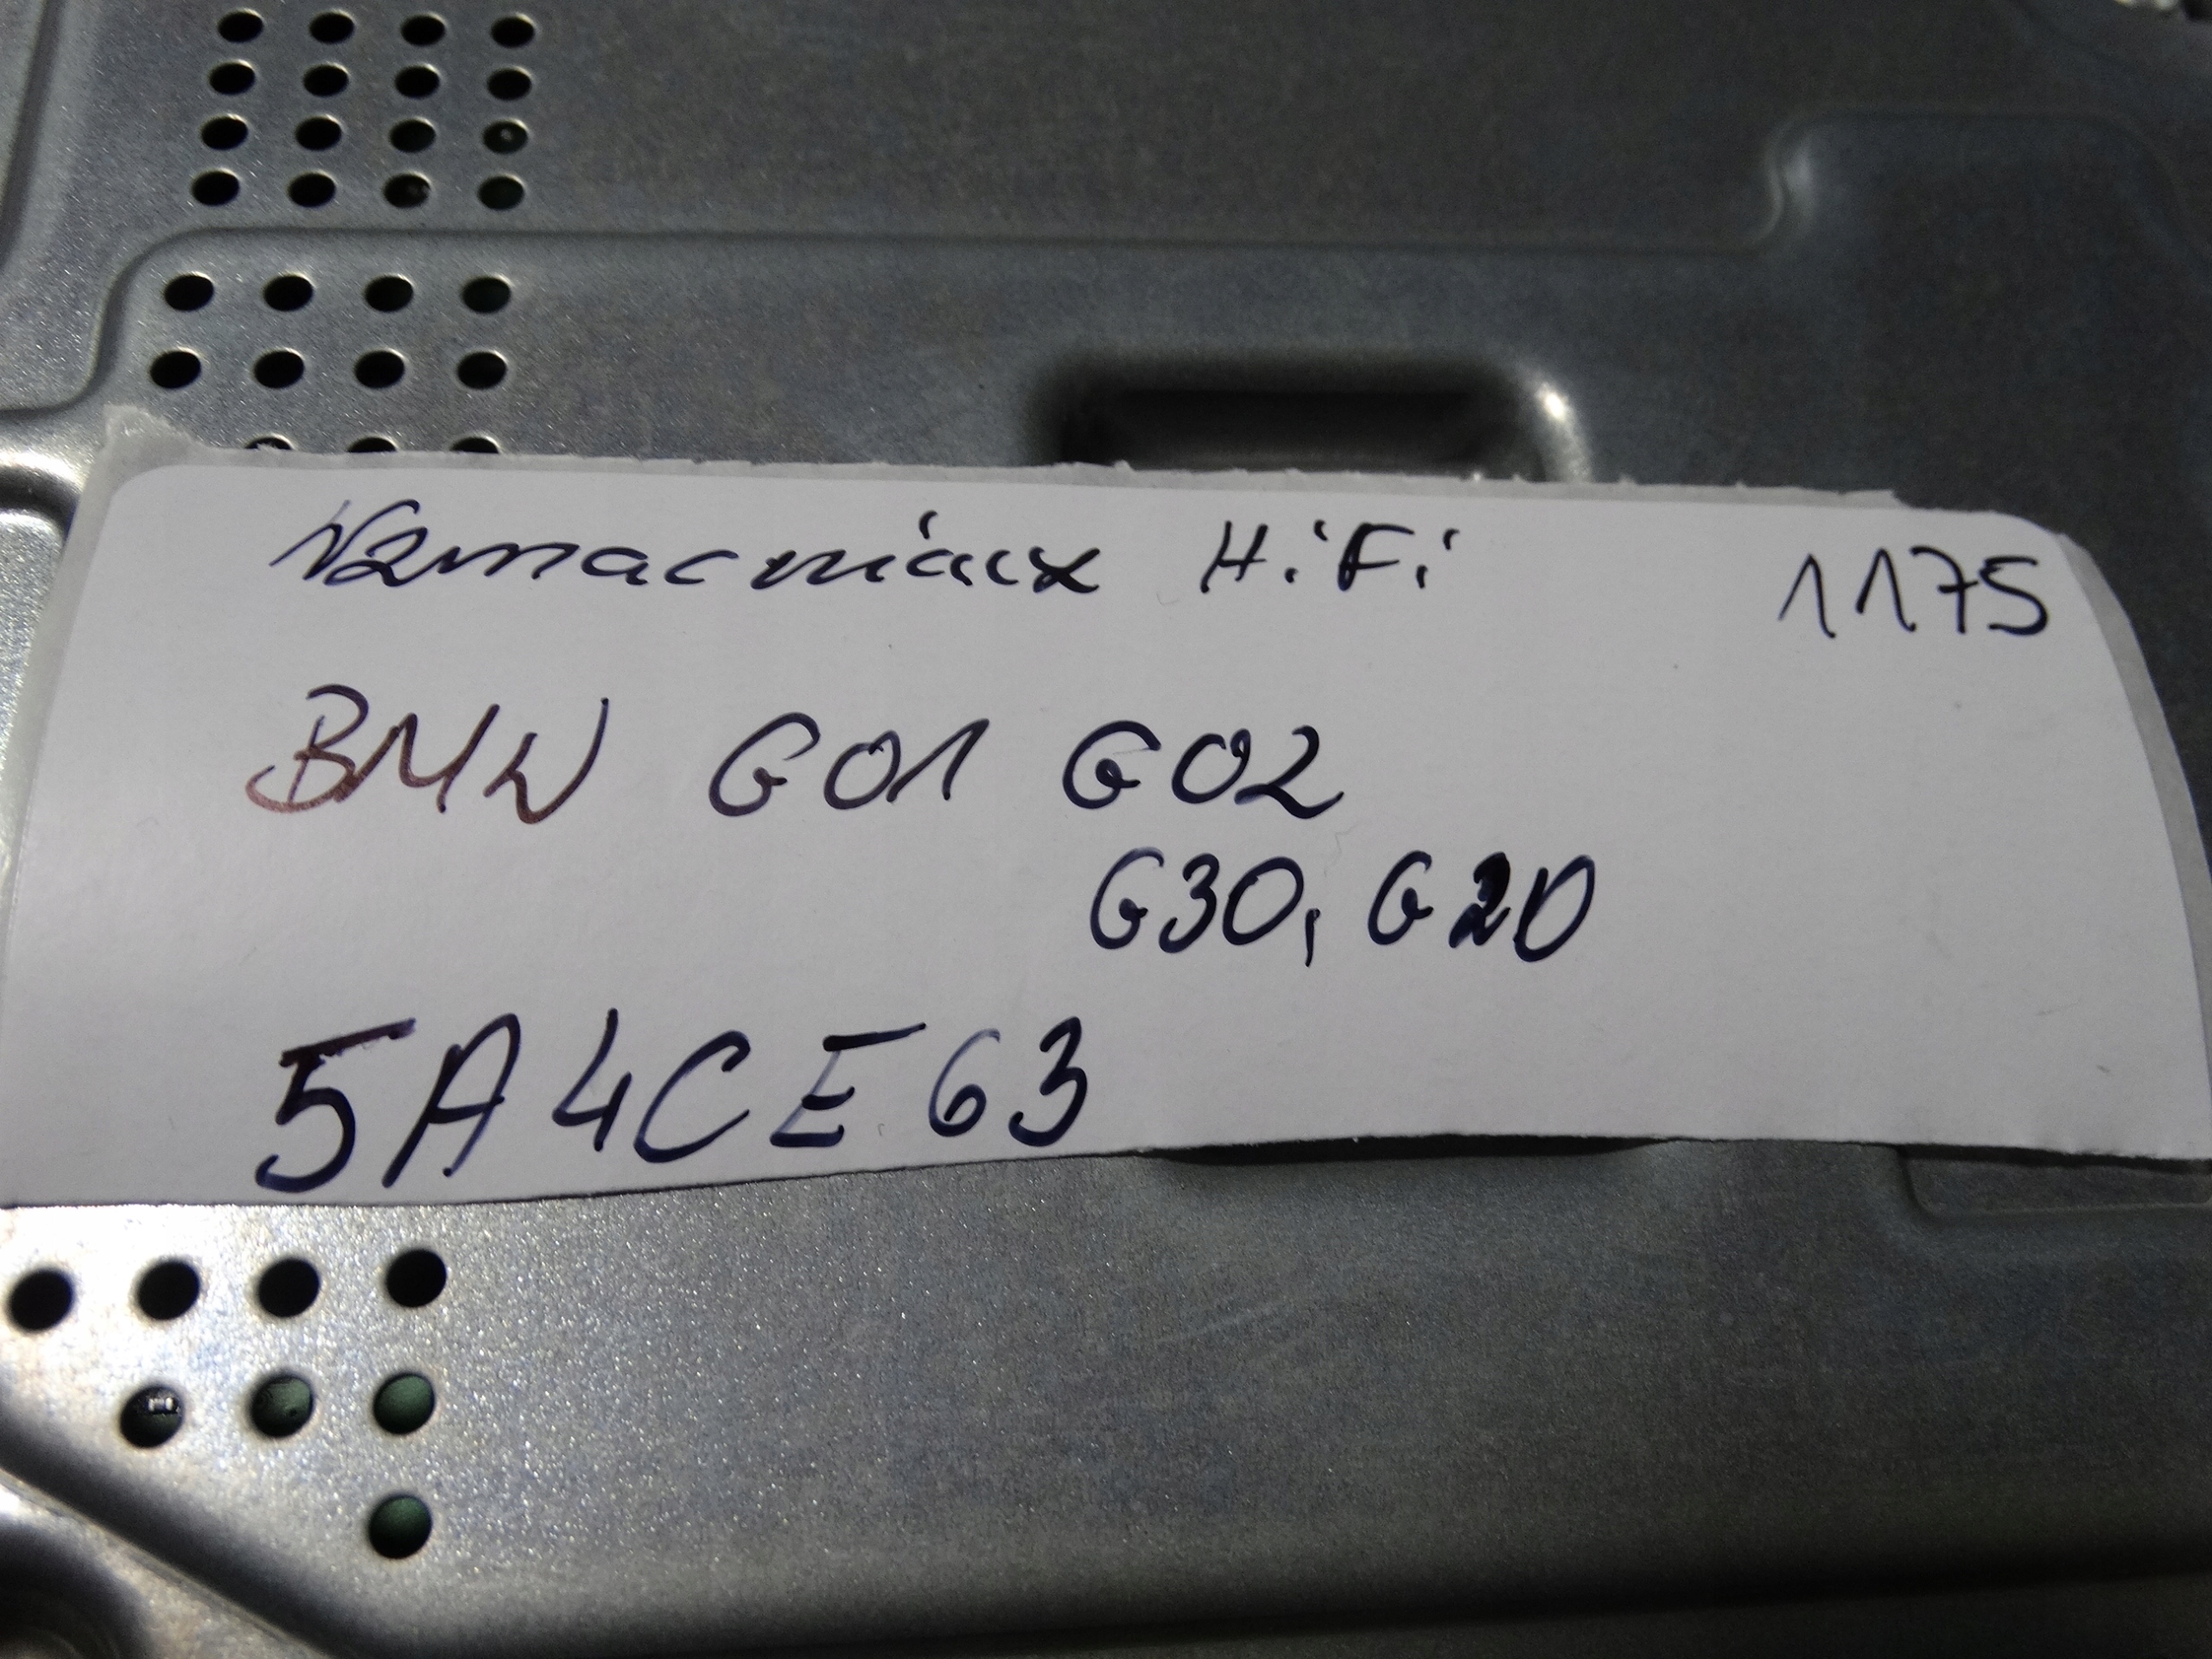 Wzmacniacz HiFi 1175
BMW G01 G02
G30, G20
5A4CE63